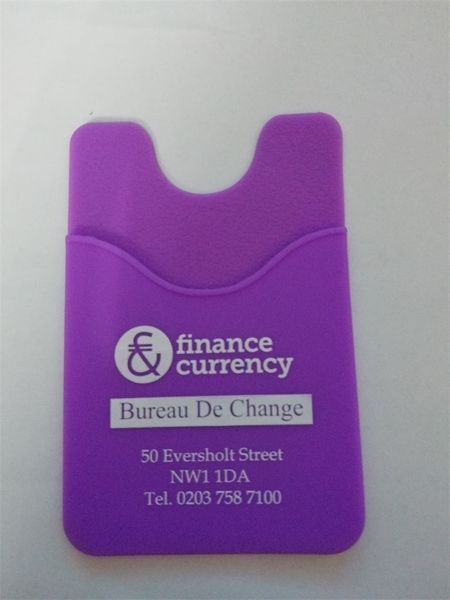 finance
& currency
Bureau De Change
50 Eversholt Street
NW1 1DA
Tel. 0203 758 7100